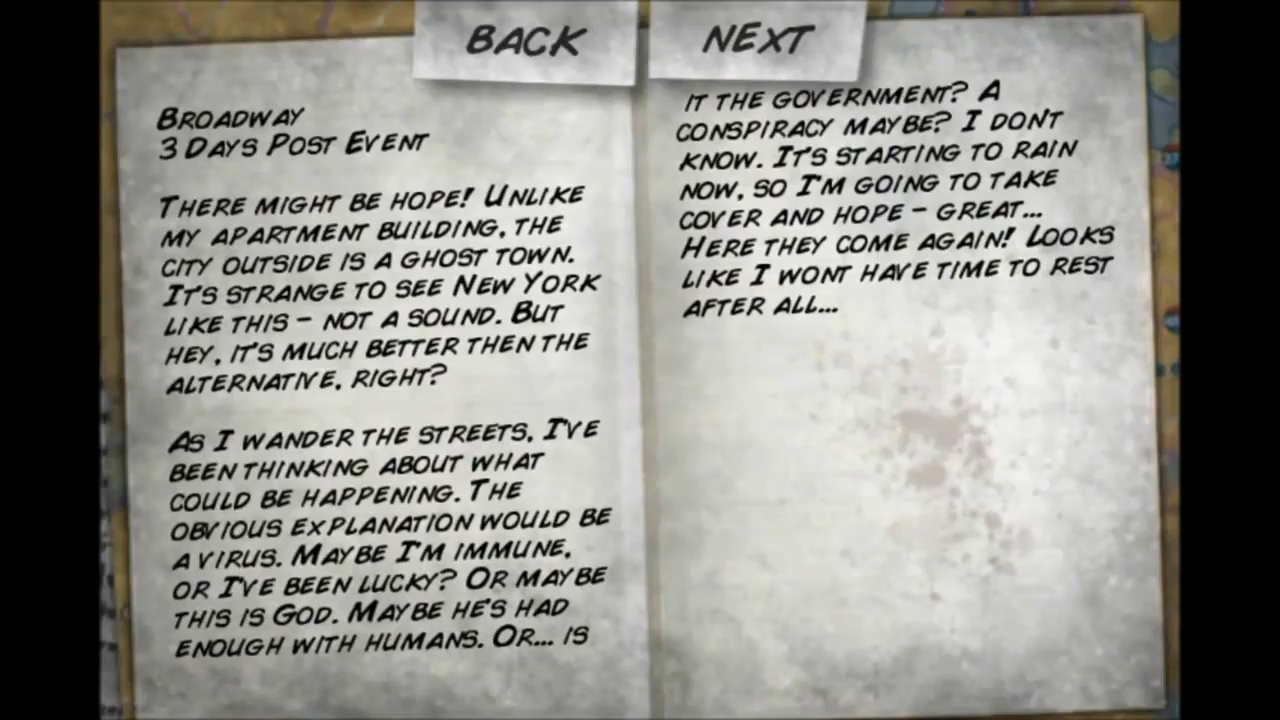 BACK
NEXT
BROADWAY
3 DAYS POST EVENT
THERE MIGHT BE HOPE! UNLIKE
MY APARTMENT BUILDING, THE
CITY OUTSIDE IS A GHOST TOWN.
IT'S STRANGE TO SEE NEW YORK
LIKE THIS – NOT A SOUND. BUT
HEY, IT'S MUCH BETTER THEN THE
ALTERNATIVE, RIGHT?
AS I WANDER THE STREETS, I'VE
BEEN THINKING ABOUT WHAT
COULD BE HAPPENING. THE
OBVIOUS EXPLANATION WOULD BE
A VIRUS. MAYBE I'M IMMUNE,
OR I'VE BEEN LUCKY? OR MAYBE
THIS IS GOD. MAYBE HE'S HAD
ENOUGH WITH HUMANS. OR... IS
IT THE GOVERNMENT? A
CONSPIRACY MAYBE? I DON'T
KNOW. IT'S STARTING TO RAIN
NOW, SO I'M GOING TO TAKE
COVER AND HOPE – GREAT...
HERE THEY COME AGAIN! LOOKS
LIKE I WONT HAVE TIME TO REST
AFTER ALL...